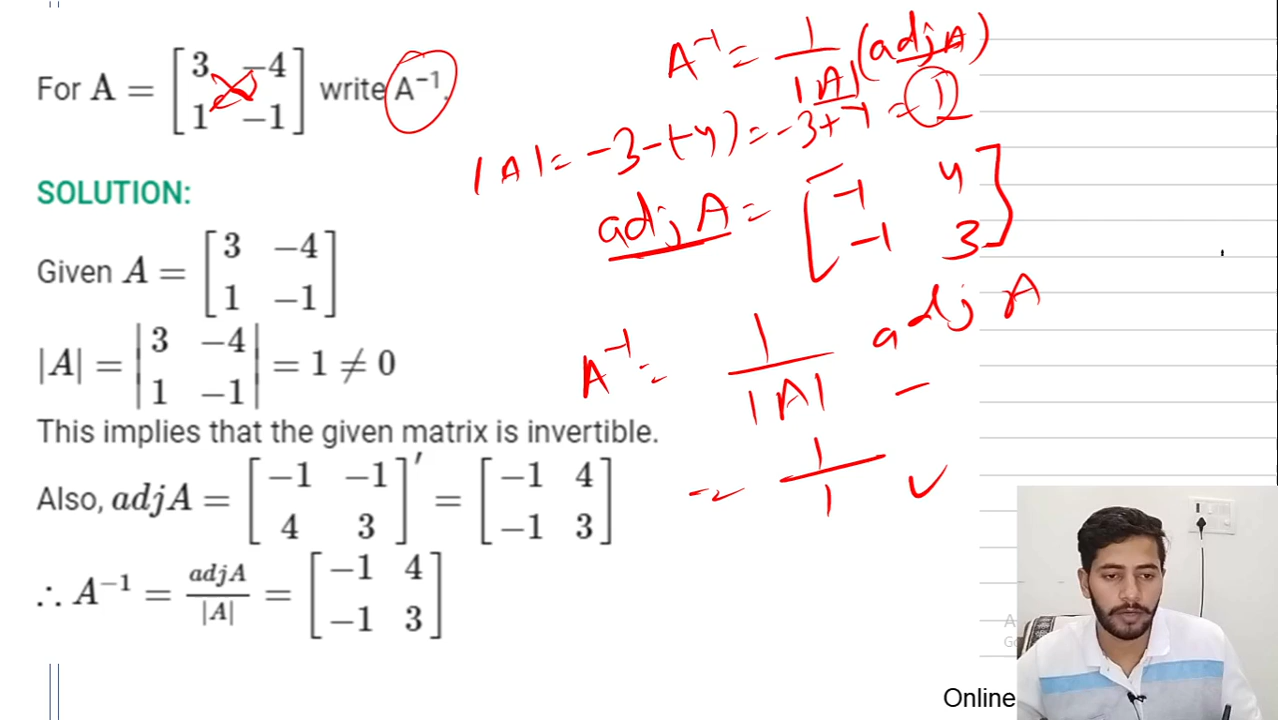 For A = [3 −4; 1 −1] write A⁻¹.
SOLUTION:
Given A = [3 −4; 1 −1]
|A| = |3 −4; 1 −1| = 1 ≠ 0
This implies that the given matrix is invertible.
Also, adjA = [−1 −1; 4 3]′ = [−1 4; −1 3]
∴ A⁻¹ = adjA/|A| = [−1 4; −1 3]
A⁻¹ = 1/|A| (adjA)
|A| = -3-(-4) = -3+4 = 1
adj A = [-1 4; -1 3]
A⁻¹ = 1/|A| adj A
= 1/1
Online